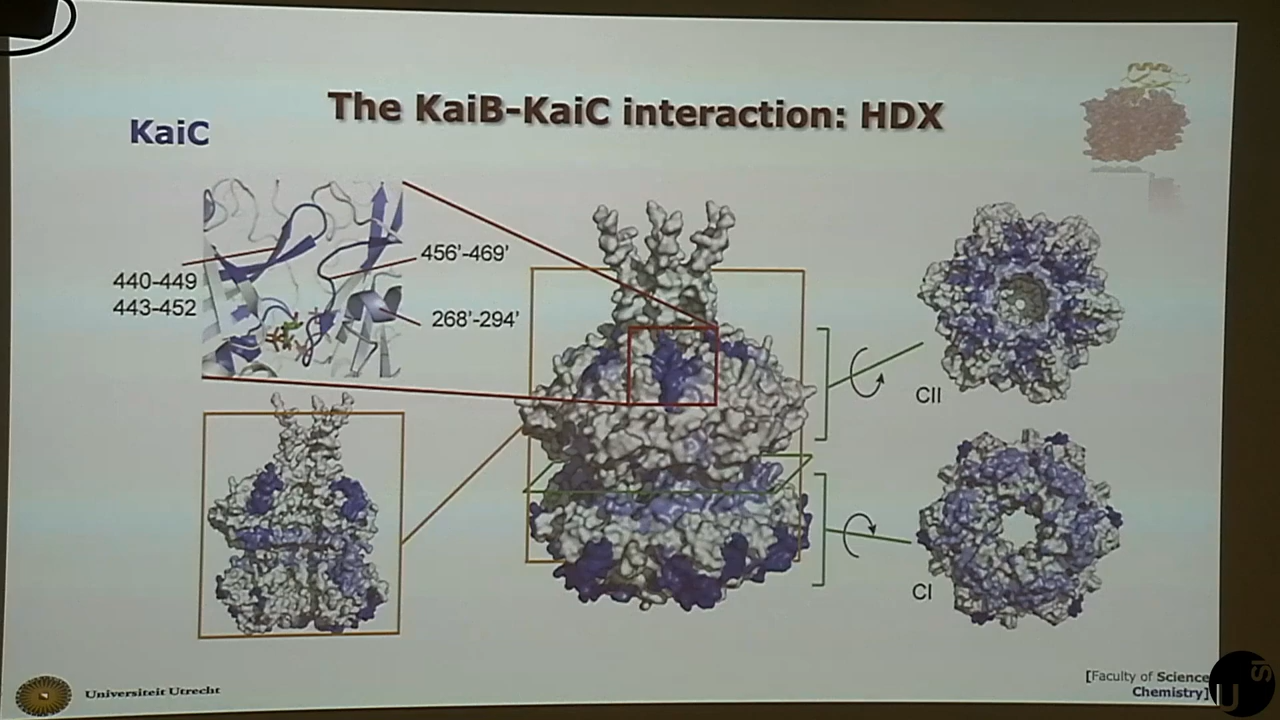 The KaiB-KaiC interaction: HDX
KaiC
456'-469'
440-449
443-452
268'-294'
CII
CI
Universiteit Utrecht
[Faculty of Science
Chemistry]
U
SI